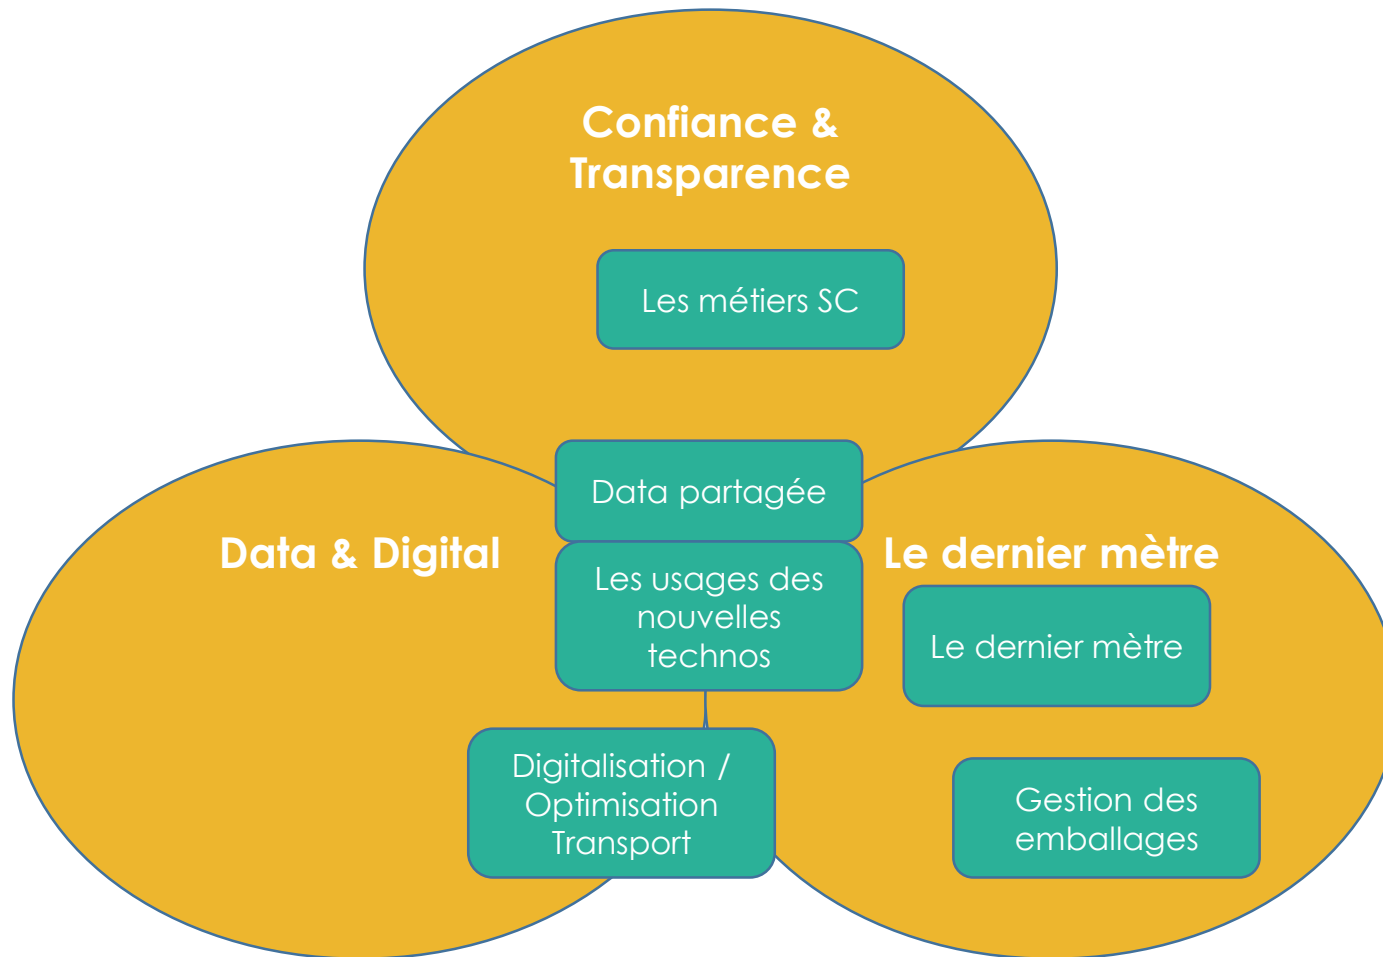 Confiance &
Transparence
Les métiers SC
Data partagée
Data & Digital
Les usages des
nouvelles
technos
Le dernier mètre
Le dernier mètre
Digitalisation /
Optimisation
Transport
Gestion des
emballages